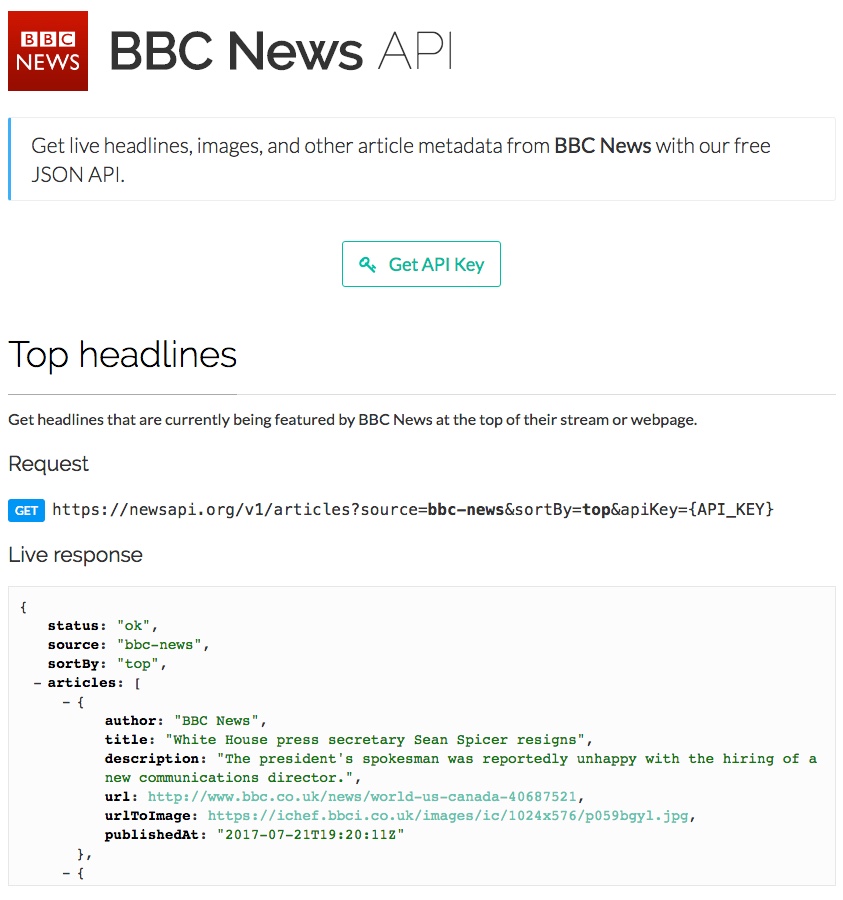 BBC
NEWS
BBC News API
Get live headlines, images, and other article metadata from BBC News with our free
JSON API.
Get API Key
Top headlines
Get headlines that are currently being featured by BBC News at the top of their stream or webpage.
Request
GET https://newsapi.org/v1/articles?source=bbc-news&sortBy=top&apiKey={API_KEY}
Live response
{
status: "ok",
source: "bbc-news",
sortBy: "top",
– articles: [
– {
author: "BBC News",
title: "White House press secretary Sean Spicer resigns",
description: "The president's spokesman was reportedly unhappy with the hiring of a
new communications director.",
url: http://www.bbc.co.uk/news/world-us-canada-40687521,
urlToImage: https://ichef.bbci.co.uk/images/ic/1024x576/p059bgyl.jpg,
publishedAt: "2017-07-21T19:20:11Z"
},
– {